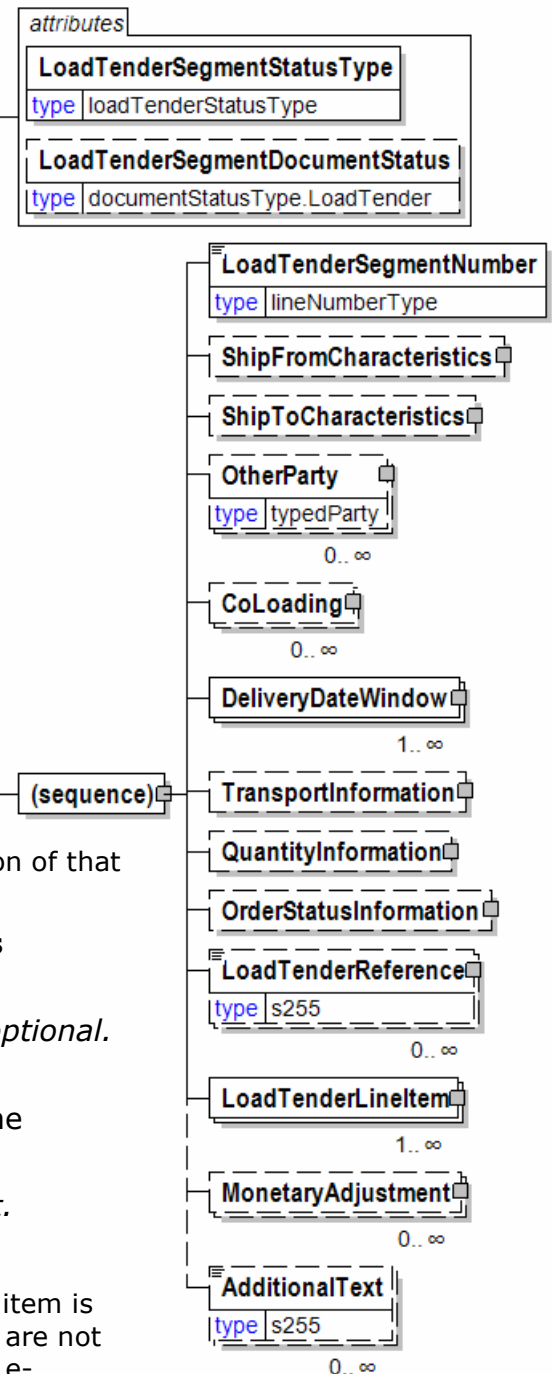 attributes
LoadTenderSegmentStatusType
type loadTenderStatusType
LoadTenderSegmentDocumentStatus
type documentStatusType.LoadTender
LoadTenderSegmentNumber
type lineNumberType
ShipFromCharacteristics
ShipToCharacteristics
OtherParty
type typedParty
0.. ∞
CoLoading
0.. ∞
DeliveryDateWindow
1.. ∞
(sequence)
TransportInformation
on of that
QuantityInformation
OrderStatusInformation
s
LoadTenderReference
type s255
ptional.
0.. ∞
LoadTenderLineItem
ne
1.. ∞
MonetaryAdjustment
t.
0.. ∞
AdditionalText
item is
type s255
are not
e-
0.. ∞